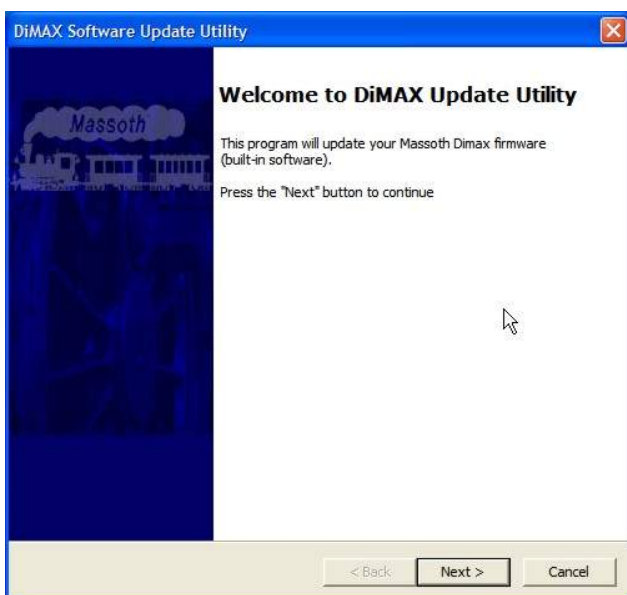 DiMAX Software Update Utility
Massoth
Welcome to DiMAX Update Utility
This program will update your Massoth Dimax firmware
(built-in software).
Press the "Next" button to continue
< Back
Next >
Cancel